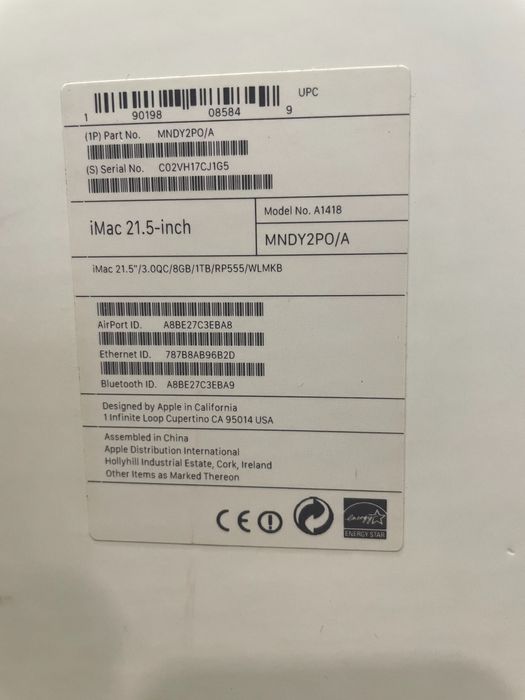 UPC
1 90198 08584 9
(1P) Part No. MNDY2PO/A
(S) Serial No. C02VH17CJ1G5
iMac 21.5-inch
Model No. A1418
MNDY2PO/A
iMac 21.5"/3.0QC/8GB/1TB/RP555/WLMKB
AirPort ID. A8BE27C3EBA8
Ethernet ID. 787B8AB96B2D
Bluetooth ID. A8BE27C3EBA9
Designed by Apple in California
1 Infinite Loop Cupertino CA 95014 USA
Assembled in China
Apple Distribution International
Hollyhill Industrial Estate, Cork, Ireland
Other Items as Marked Thereon
CE
energy
ENERGY STAR